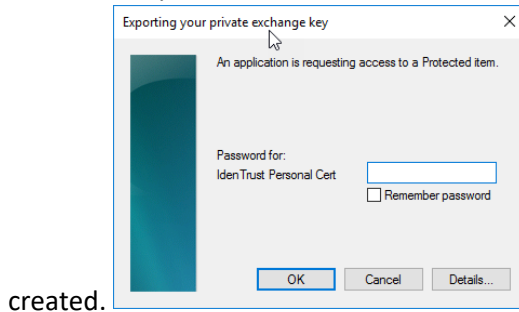 Exporting your private exchange key
An application is requesting access to a Protected item.
Password for:
IdenTrust Personal Cert
Remember password
OK Cancel Details...
created.